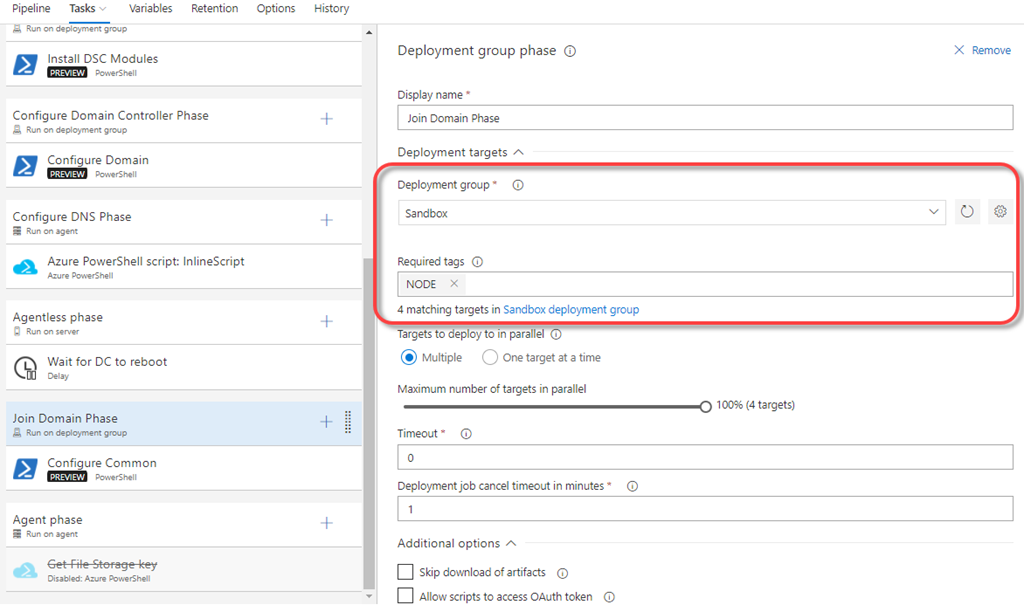 Pipeline Tasks Variables Retention Options History
Run on deployment group
Install DSC Modules
PREVIEW PowerShell
Configure Domain Controller Phase
Run on deployment group
Configure Domain
PREVIEW PowerShell
Configure DNS Phase
Run on agent
Azure PowerShell script: InlineScript
Azure PowerShell
Agentless phase
Run on server
Wait for DC to reboot
Delay
Join Domain Phase
Run on deployment group
Configure Common
PREVIEW PowerShell
Agent phase
Run on agent
Get File Storage key
Disabled: Azure PowerShell
Deployment group phase
Remove
Display name *
Join Domain Phase
Deployment targets
Deployment group *
Sandbox
Required tags
NODE
4 matching targets in Sandbox deployment group
Targets to deploy to in parallel
Multiple One target at a time
Maximum number of targets in parallel
100% (4 targets)
Timeout *
0
Deployment job cancel timeout in minutes *
1
Additional options
Skip download of artifacts
Allow scripts to access OAuth token